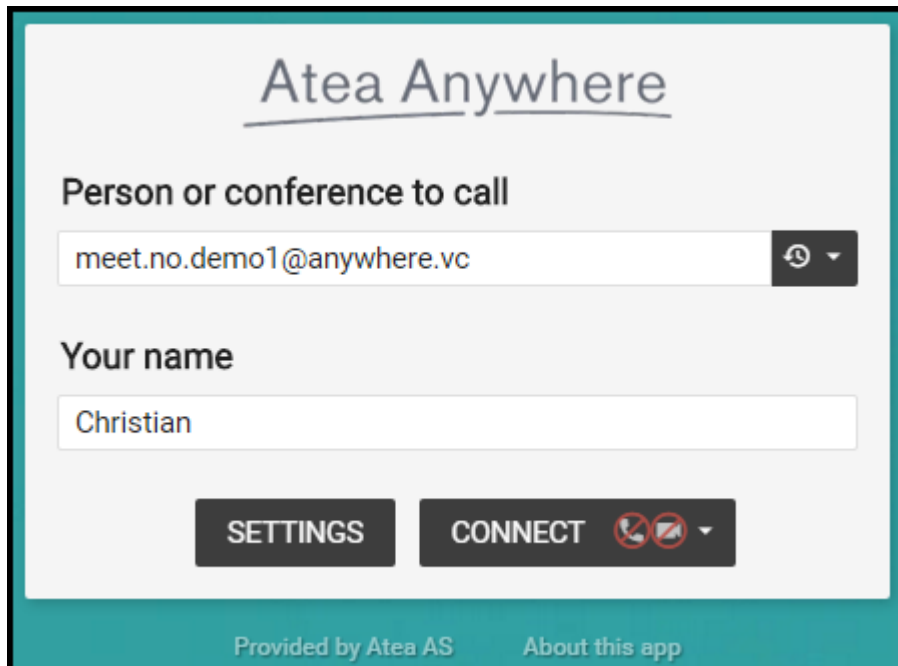 Atea Anywhere
Person or conference to call
meet.no.demo1@anywhere.vc
Your name
Christian
SETTINGS CONNECT
Provided by Atea AS About this app